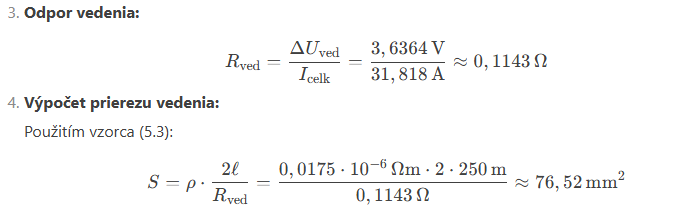 3. Odpor vedenia:
R_ved = ΔU_ved / I_celk = 3,6364 V / 31,818 A ≈ 0,1143 Ω
4. Výpočet prierezu vedenia:
Použitím vzorca (5.3):
S = ρ · 2ℓ / R_ved = 0,0175 · 10⁻⁶ Ωm · 2 · 250 m / 0,1143 Ω ≈ 76,52 mm²